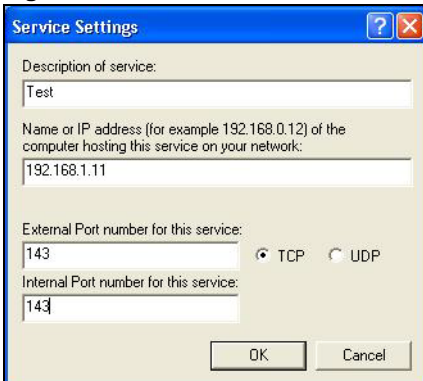 Service Settings
Description of service:
Test
Name or IP address (for example 192.168.0.12) of the
computer hosting this service on your network:
192.168.1.11
External Port number for this service:
143
TCP
UDP
Internal Port number for this service:
143
OK
Cancel